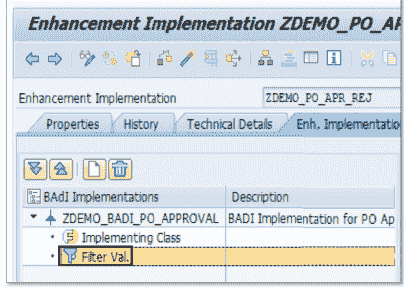 Enhancement Implementation ZDEMO_PO_AP
Enhancement Implementation ZDEMO_PO_APR_REJ
Properties History Technical Details Enh. Implementatio
BAdI Implementations Description
ZDEMO_BADI_PO_APPROVAL BADI Implementation for PO Ap
Implementing Class
Filter Val.